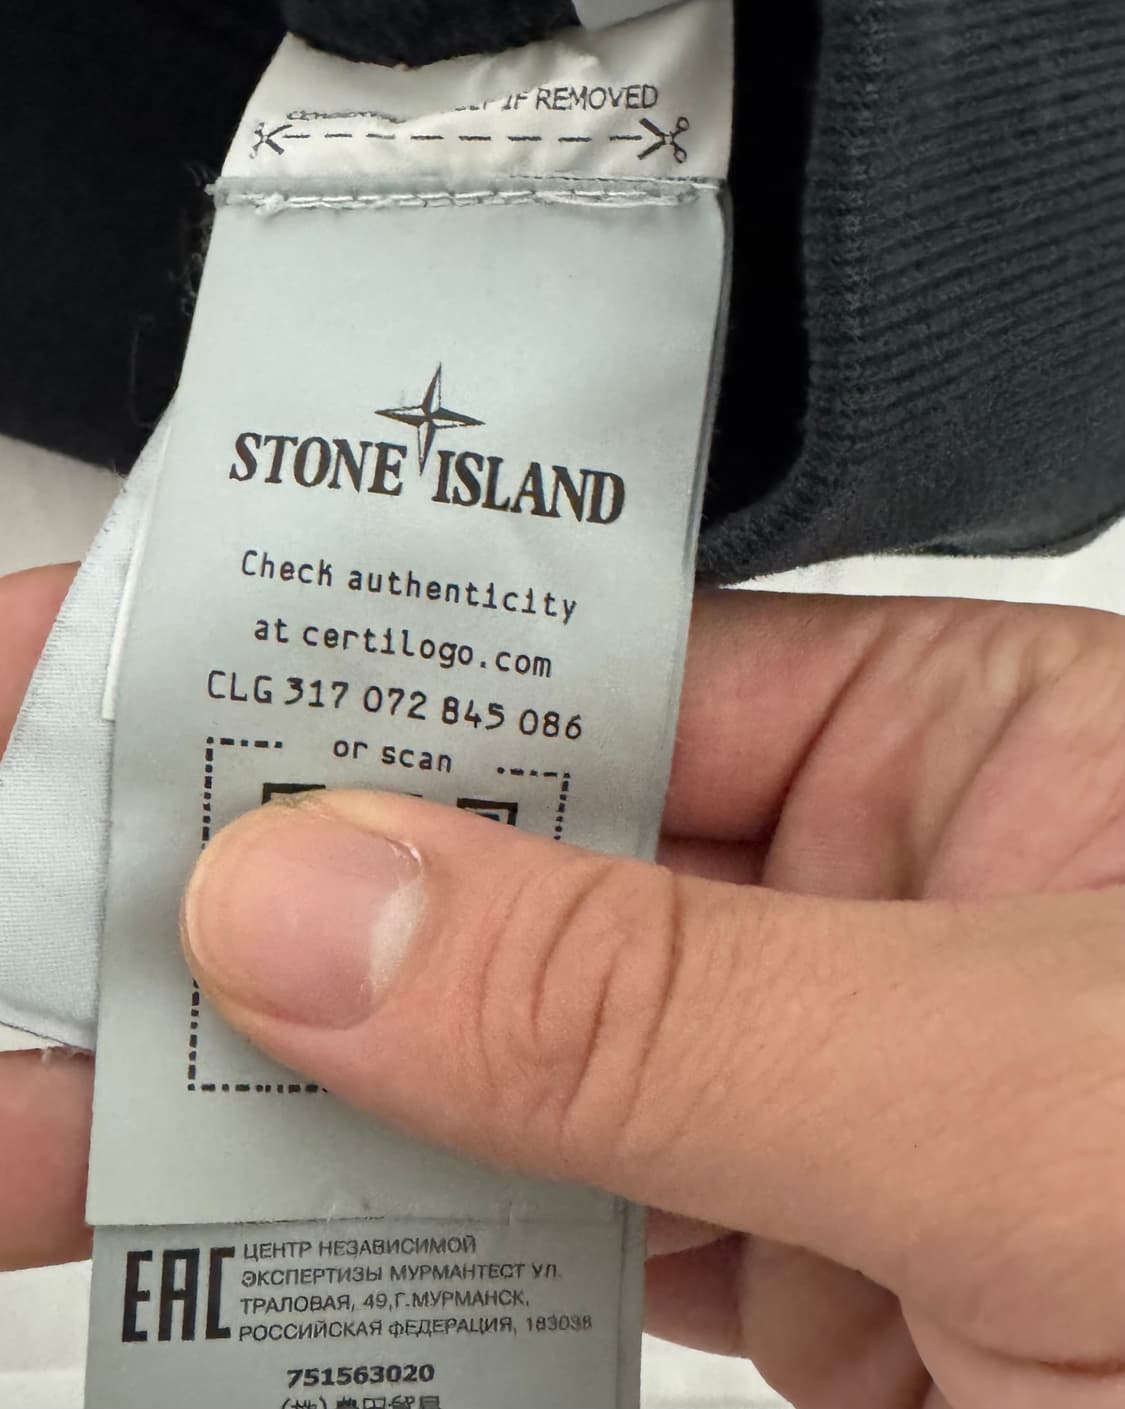 IF REMOVED
STONE ISLAND
Check authenticity
at certilogo.com
CLG 317 072 845 086
or scan
EAC
ЦЕНТР НЕЗАВИСИМОЙ
ЭКСПЕРТИЗЫ МУРМАНТЕСТ УЛ.
ТРАЛОВАЯ, 49,Г.МУРМАНСК,
РОССИЙСКАЯ ФЕДЕРАЦИЯ, 183038
751563020